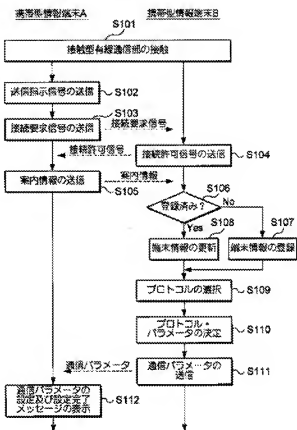 携帯型情報端末A 携帯型情報端末B
S101
接触型有線通信部の接触
送信指示信号の送信 S102
S103
接続要求信号の送信 接続要求信号
接続許可信号 接続許可信号の送信 S104
案内情報の送信 案内情報
S105 S106
登録済み? No S107
Yes S108
端末情報の更新 端末情報の登録
プロトコルの選択 S109
プロトコル・
パラメータの決定 S110
通信パラメータ 通信パラメータの
送信 S111
通信パラメータの
設定及び設定完了
メッセージの表示 S112